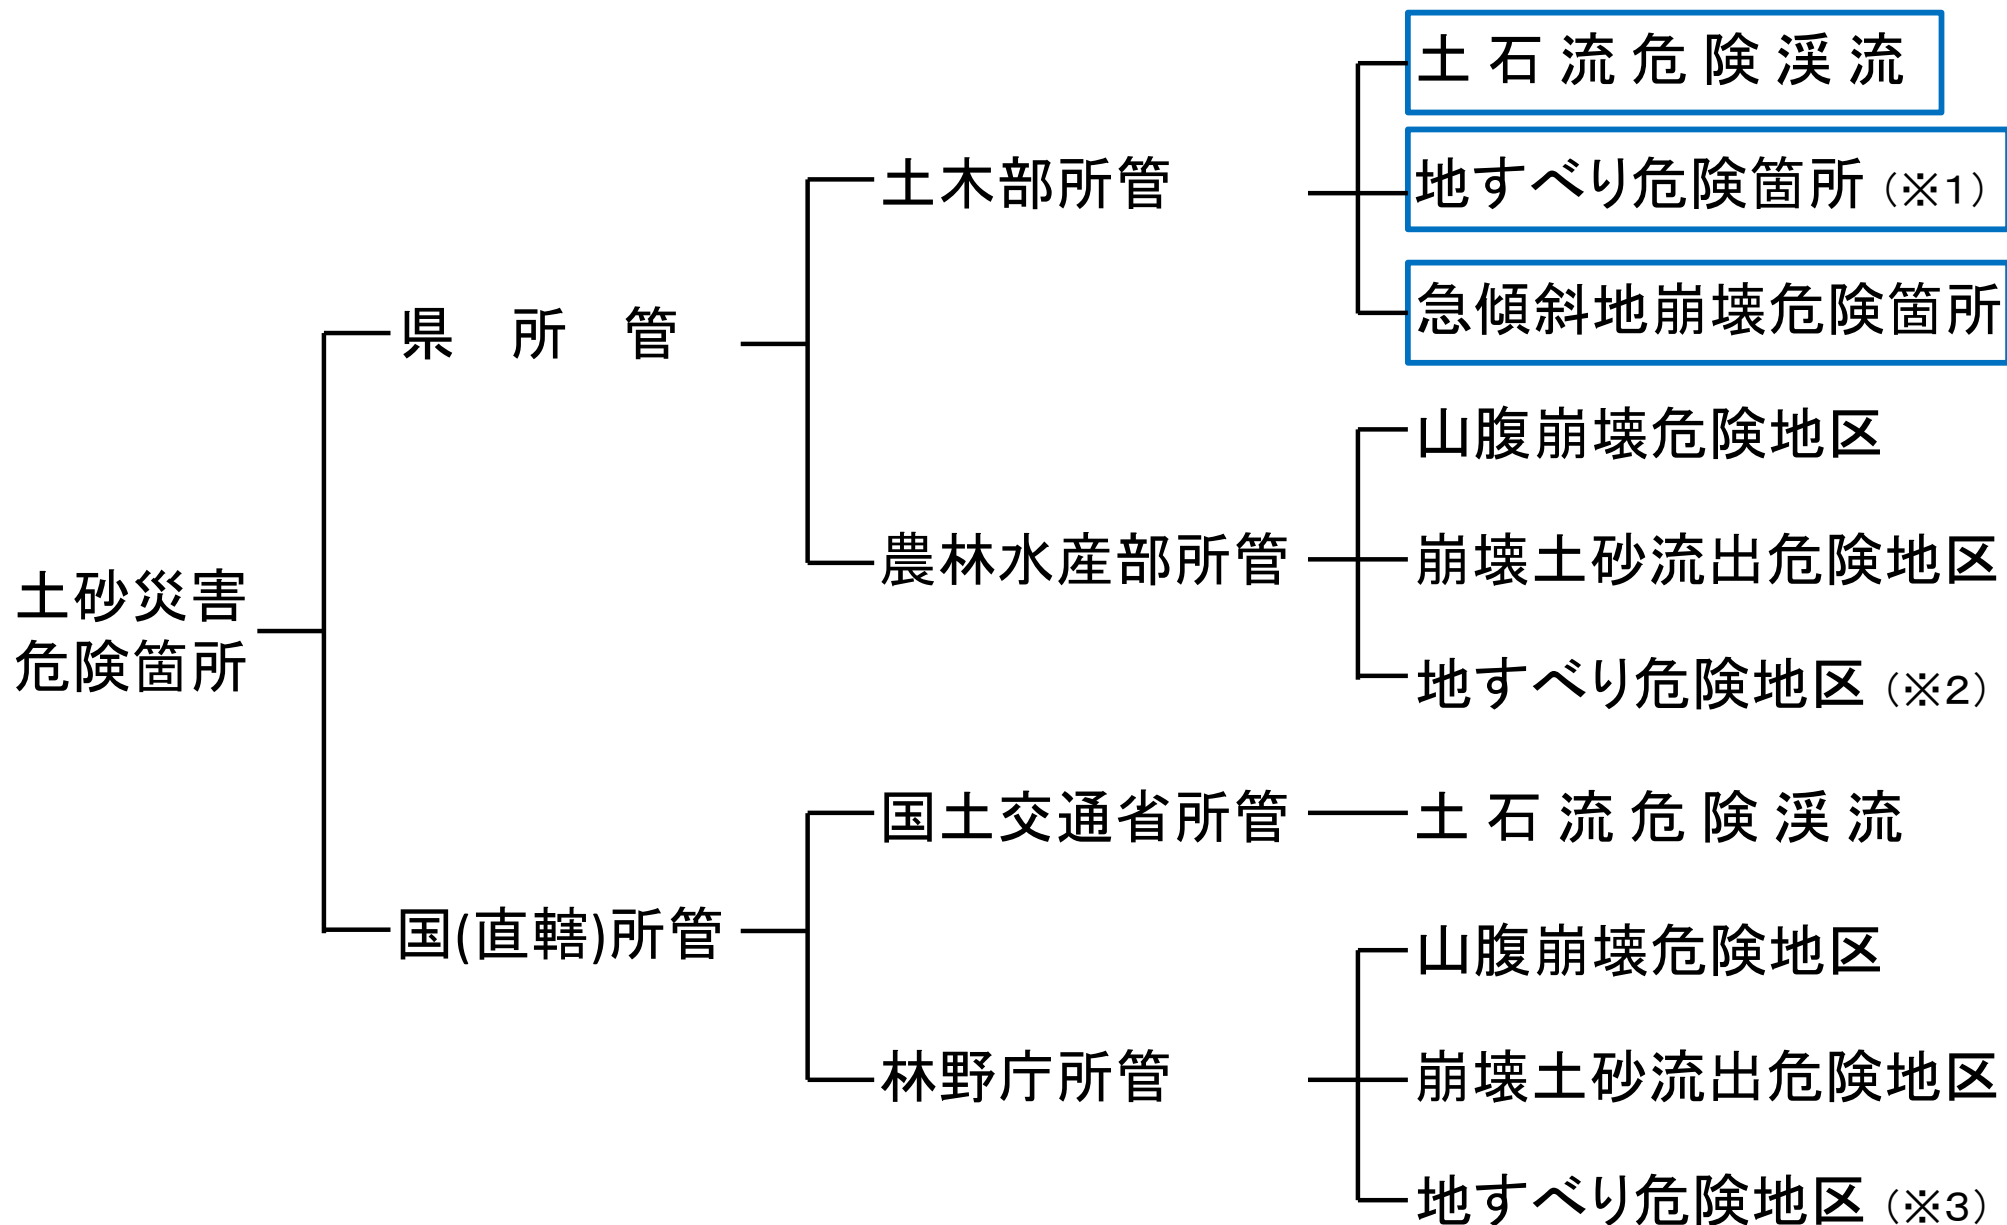 土砂災害
危険箇所
県　所　管
土木部所管
土石流危険渓流
地すべり危険箇所（※1）
急傾斜地崩壊危険箇所
農林水産部所管
山腹崩壊危険地区
崩壊土砂流出危険地区
地すべり危険地区（※2）
国(直轄)所管
国土交通省所管
土石流危険渓流
林野庁所管
山腹崩壊危険地区
崩壊土砂流出危険地区
地すべり危険地区（※3）